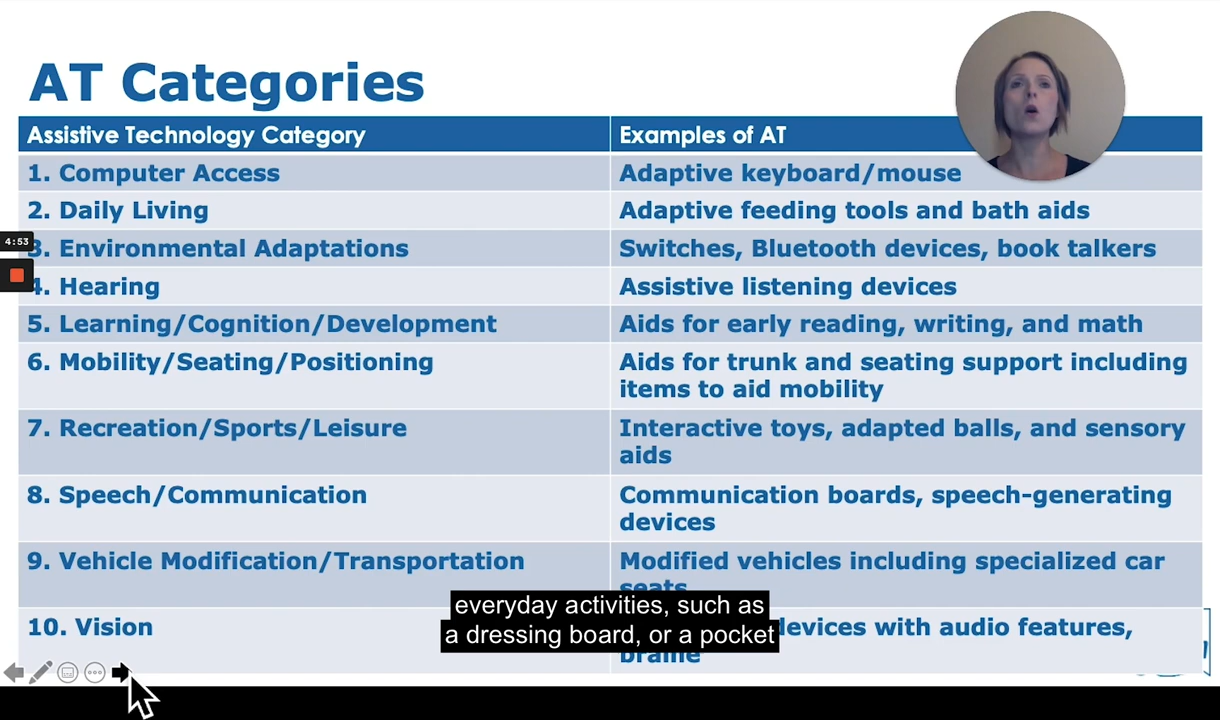 AT Categories
Assistive Technology Category Examples of AT
1. Computer Access Adaptive keyboard/mouse
2. Daily Living Adaptive feeding tools and bath aids
4:53
3. Environmental Adaptations Switches, Bluetooth devices, book talkers
4. Hearing Assistive listening devices
5. Learning/Cognition/Development Aids for early reading, writing, and math
6. Mobility/Seating/Positioning Aids for trunk and seating support including
items to aid mobility
7. Recreation/Sports/Leisure Interactive toys, adapted balls, and sensory
aids
8. Speech/Communication Communication boards, speech-generating
devices
9. Vehicle Modification/Transportation Modified vehicles including specialized car
seats
everyday activities, such as
a dressing board, or a pocket
10. Vision devices with audio features,
braille